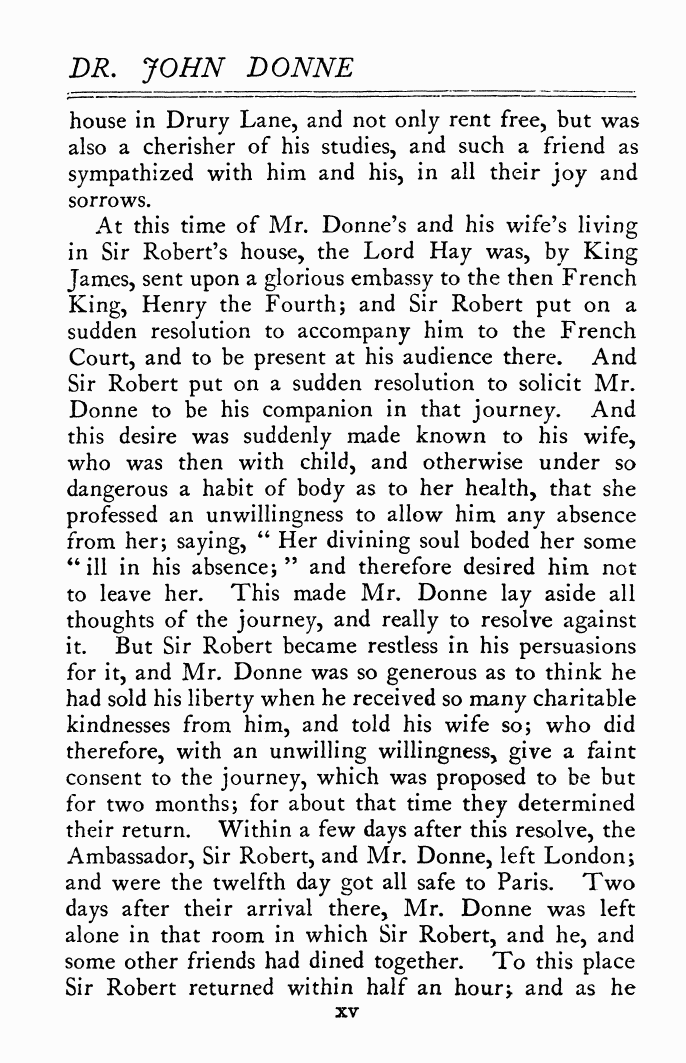 DR. JOHN DONNE
house in Drury Lane, and not only rent free, but was
also a cherisher of his studies, and such a friend as
sympathized with him and his, in all their joy and
sorrows.
At this time of Mr. Donne's and his wife's living
in Sir Robert's house, the Lord Hay was, by King
James, sent upon a glorious embassy to the then French
King, Henry the Fourth; and Sir Robert put on a
sudden resolution to accompany him to the French
Court, and to be present at his audience there. And
Sir Robert put on a sudden resolution to solicit Mr.
Donne to be his companion in that journey. And
this desire was suddenly made known to his wife,
who was then with child, and otherwise under so
dangerous a habit of body as to her health, that she
professed an unwillingness to allow him any absence
from her; saying, “ Her divining soul boded her some
“ ill in his absence; ” and therefore desired him not
to leave her. This made Mr. Donne lay aside all
thoughts of the journey, and really to resolve against
it. But Sir Robert became restless in his persuasions
for it, and Mr. Donne was so generous as to think he
had sold his liberty when he received so many charitable
kindnesses from him, and told his wife so; who did
therefore, with an unwilling willingness, give a faint
consent to the journey, which was proposed to be but
for two months; for about that time they determined
their return. Within a few days after this resolve, the
Ambassador, Sir Robert, and Mr. Donne, left London;
and were the twelfth day got all safe to Paris. Two
days after their arrival there, Mr. Donne was left
alone in that room in which Sir Robert, and he, and
some other friends had dined together. To this place
Sir Robert returned within half an hour; and as he
xv